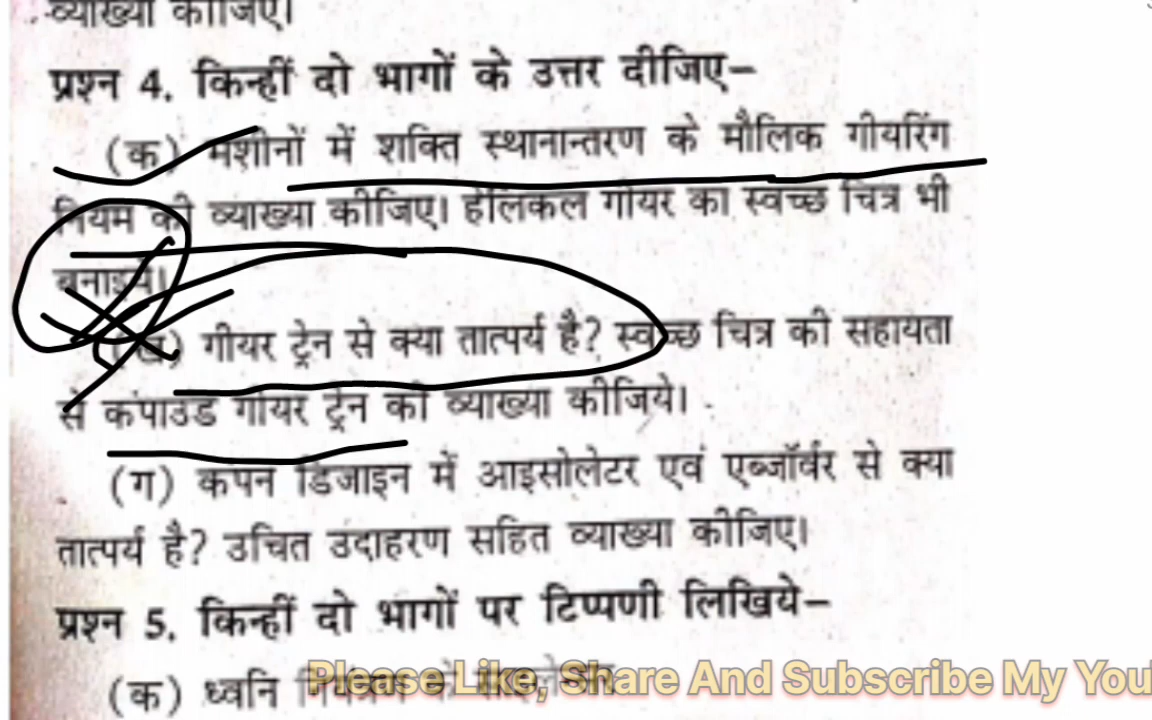 व्याख्या कीजिए।
प्रश्न 4. किन्हीं दो भागों के उत्तर दीजिए–
(क) मशीनों में शक्ति स्थानान्तरण के मौलिक गीयरिंग
नियम की व्याख्या कीजिए। हेलिकल गीयर का स्वच्छ चित्र भी
बनाइये।
(ख) गीयर ट्रेन से क्या तात्पर्य है? स्वच्छ चित्र की सहायता
से कंपाउंड गीयर ट्रेन की व्याख्या कीजिये।
(ग) कंपन डिजाइन में आइसोलेटर एवं एब्जॉर्वर से क्या
तात्पर्य है? उचित उदाहरण सहित व्याख्या कीजिए।
प्रश्न 5. किन्हीं दो भागों पर टिप्पणी लिखिये–
(क) ध्वनि
Please Like, Share And Subscribe My You